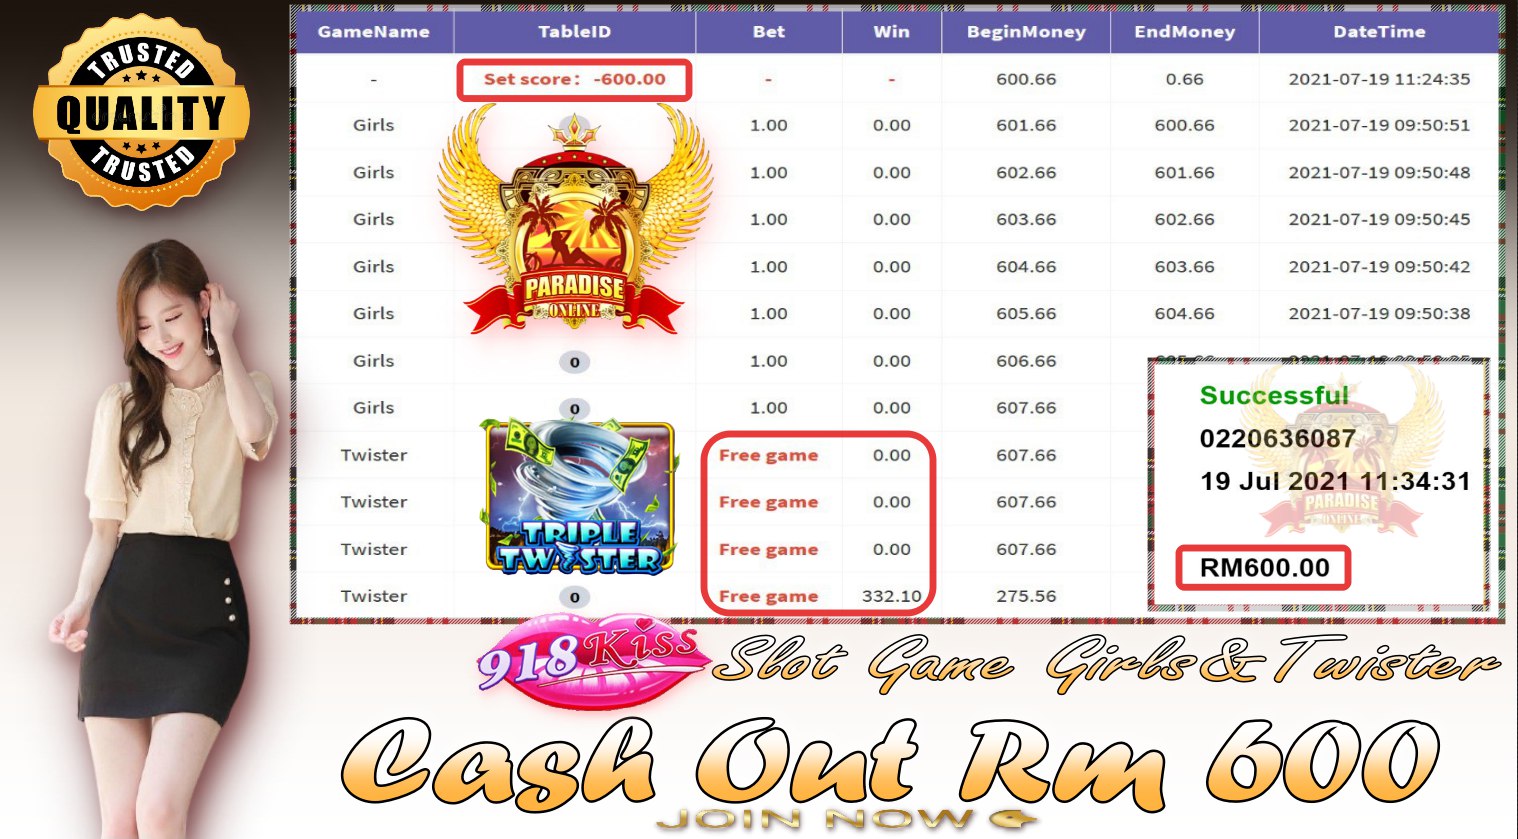 TRUSTED
QUALITY
TRUSTED
GameName TableID Bet Win BeginMoney EndMoney DateTime
- Set score： -600.00 - - 600.66 0.66 2021-07-19 11:24:35
Girls 1.00 0.00 601.66 600.66 2021-07-19 09:50:51
Girls 1.00 0.00 602.66 601.66 2021-07-19 09:50:48
Girls 1.00 0.00 603.66 602.66 2021-07-19 09:50:45
Girls 1.00 0.00 604.66 603.66 2021-07-19 09:50:42
Girls 1.00 0.00 605.66 604.66 2021-07-19 09:50:38
Girls 0 1.00 0.00 606.66
Girls 0 1.00 0.00 607.66
Twister Free game 0.00 607.66
Twister Free game 0.00 607.66
Twister Free game 0.00 607.66
Twister 0 Free game 332.10 275.56
PARADISE
ONLINE
TRIPLE
TWISTER
Successful
0220636087
19 Jul 2021 11:34:31
PARADISE
ONLINE
RM600.00
918Kiss Slot Game Girls&Twister
Cash Out Rm 600
JOIN NOW